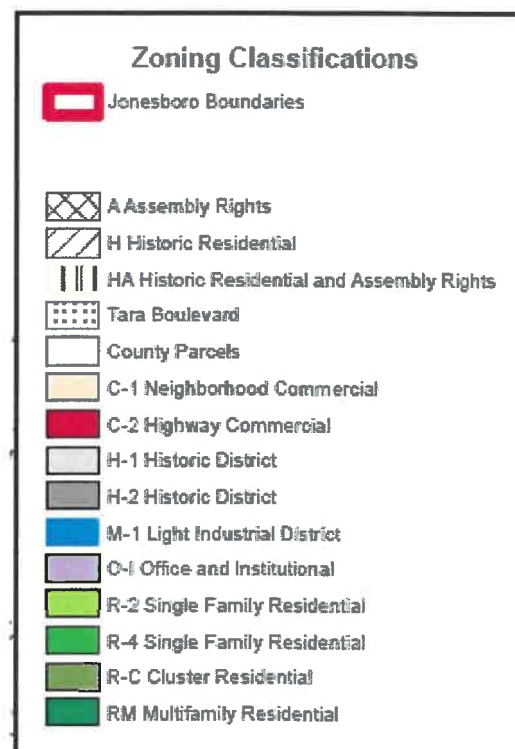 Zoning Classifications
Jonesboro Boundaries
A Assembly Rights
H Historic Residential
HA Historic Residential and Assembly Rights
Tara Boulevard
County Parcels
C-1 Neighborhood Commercial
C-2 Highway Commercial
H-1 Historic District
H-2 Historic District
M-1 Light Industrial District
O-I Office and Institutional
R-2 Single Family Residential
R-4 Single Family Residential
R-C Cluster Residential
RM Multifamily Residential